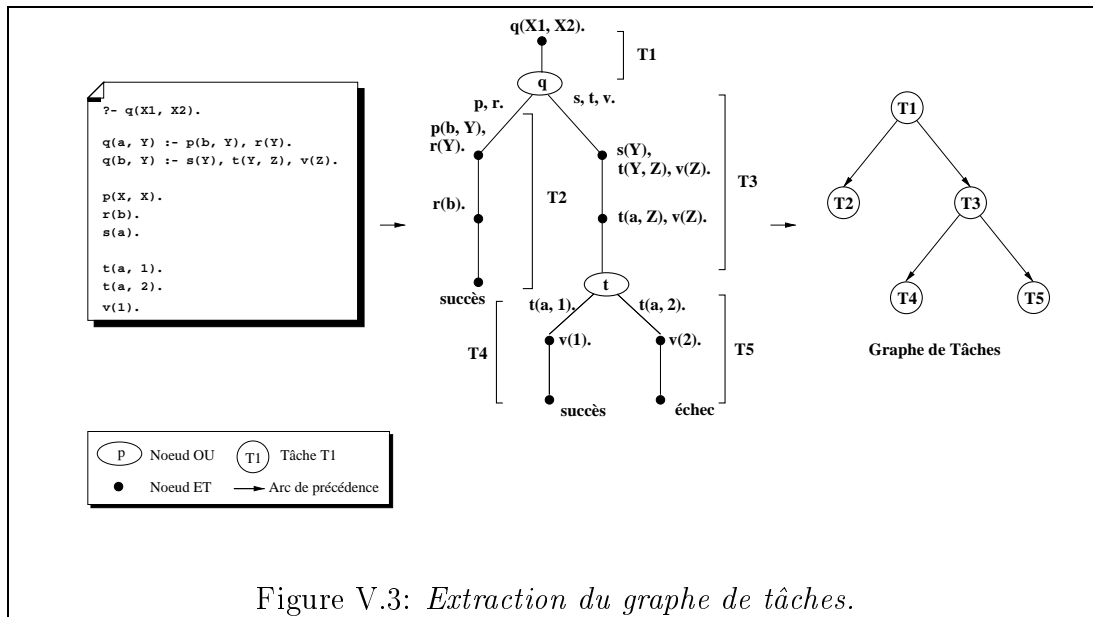 ?- q(X1, X2).
q(a, Y) :- p(b, Y), r(Y).
q(b, Y) :- s(Y), t(Y, Z), v(Z).
p(X, X).
r(b).
s(a).
t(a, 1).
t(a, 2).
v(1).
q(X1, X2).
T1
q
p, r.
s, t, v.
p(b, Y),
r(Y).
s(Y),
t(Y, Z), v(Z).
T2
T3
r(b).
t(a, Z), v(Z).
succès
t
t(a, 1).
t(a, 2).
T4
v(1).
v(2).
T5
succès
échec
T1
T2
T3
T4
T5
Graphe de Tâches
p
Noeud OU
T1
Tâche T1
Noeud ET
Arc de précédence
Figure V.3: Extraction du graphe de tâches.